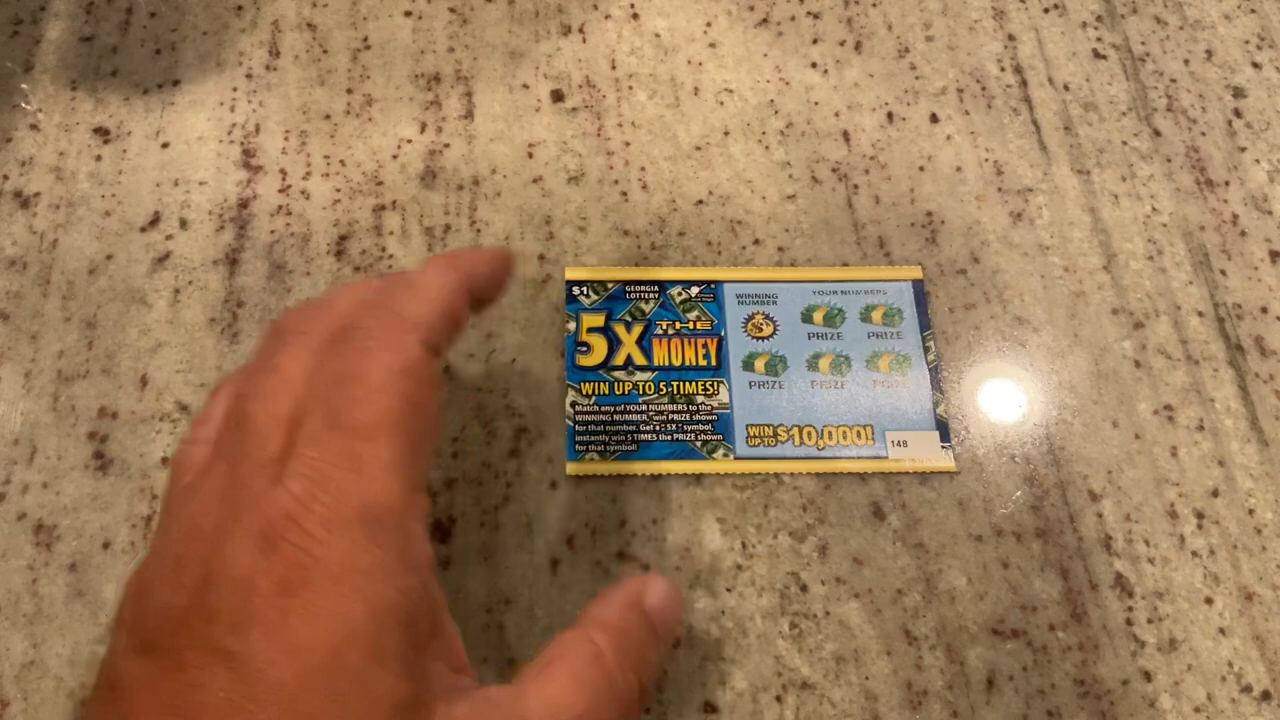 $1
GEORGIA
LOTTERY
5X THE
MONEY
WIN UP TO 5 TIMES!
Match any of YOUR NUMBERS to the
WINNING NUMBER, win PRIZE shown
for that number. Get a "5X" symbol,
instantly win 5 TIMES the PRIZE shown
for that symbol!
WINNING
NUMBER
YOUR NUMBERS
PRIZE PRIZE
PRIZE PRIZE PRIZE
WIN
UP TO $10,000!
148